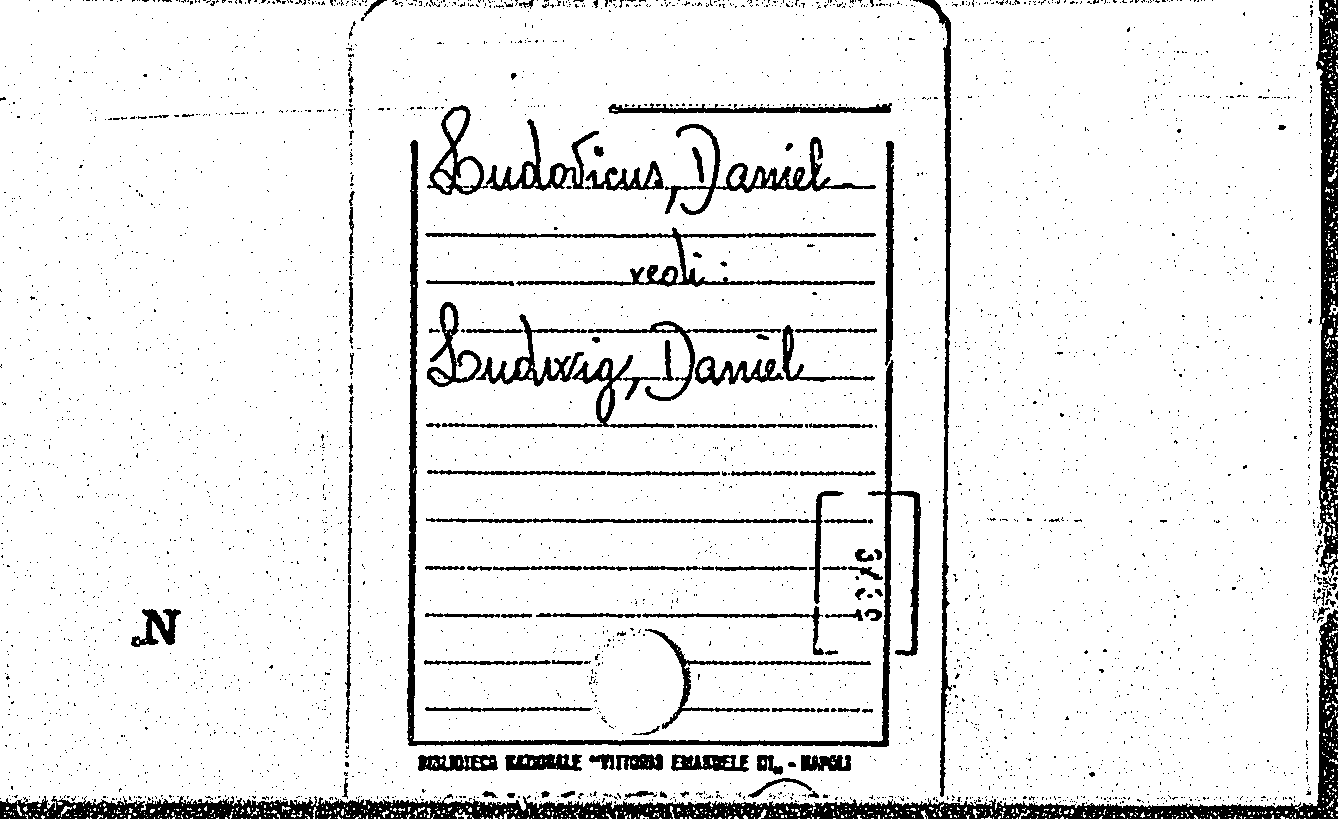 Ludovicus, Daniel
vedi:
Ludwig, Daniel
N
BIBLIOTECA NAZIONALE "VITTORIO EMANUELE III„ - NAPOLI